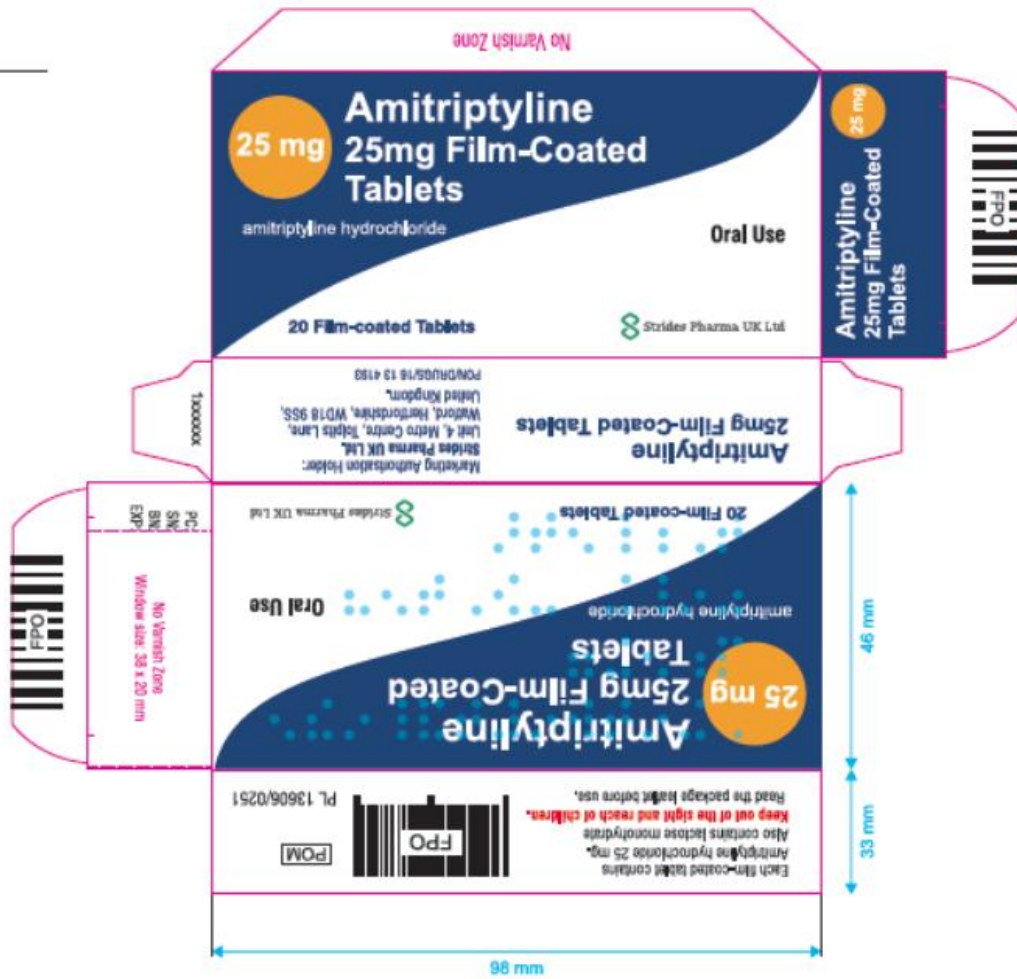 No Varnish Zone
25 mg
Amitriptyline
25mg Film-Coated
Tablets
amitriptyline hydrochloride
Oral Use
20 Film-coated Tablets
Strides Pharma UK Ltd
25 mg
Amitriptyline
25mg Film-Coated
Tablets
FPO
1xxxxxx
Marketing Authorisation Holder:
Strides Pharma UK Ltd.
Unit 4, Metro Centre, Tolpits Lane,
Watford, Hertfordshire, WD18 9SS,
United Kingdom.
PON/DRUGS/16 13 4193
Amitriptyline
25mg Film-Coated Tablets
PC:
SN:
BN:
EXP:
No Varnish Zone
Window size: 38 x 20 mm
FPO
25 mg
Amitriptyline
25mg Film-Coated
Tablets
amitriptyline hydrochloride
Oral Use
20 Film-coated Tablets
Strides Pharma UK Ltd
Each film-coated tablet contains
Amitriptyline hydrochloride 25 mg.
Also contains lactose monohydrate
Keep out of the sight and reach of children.
Read the package leaflet before use.
FPO
POM
PL 13606/0251
46 mm
33 mm
98 mm